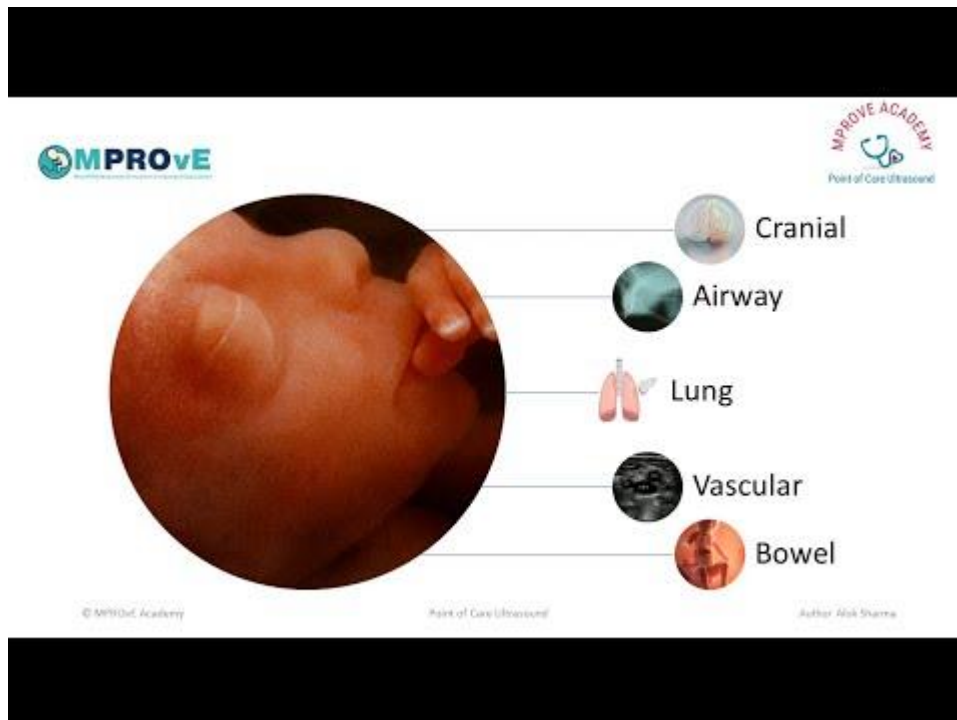 MPROvE
MPROVE ACADEMY
Point of Care Ultrasound
Cranial
Airway
Lung
Vascular
Bowel
© MPROvE Academy
Point of Care Ultrasound
Author Alok Sharma